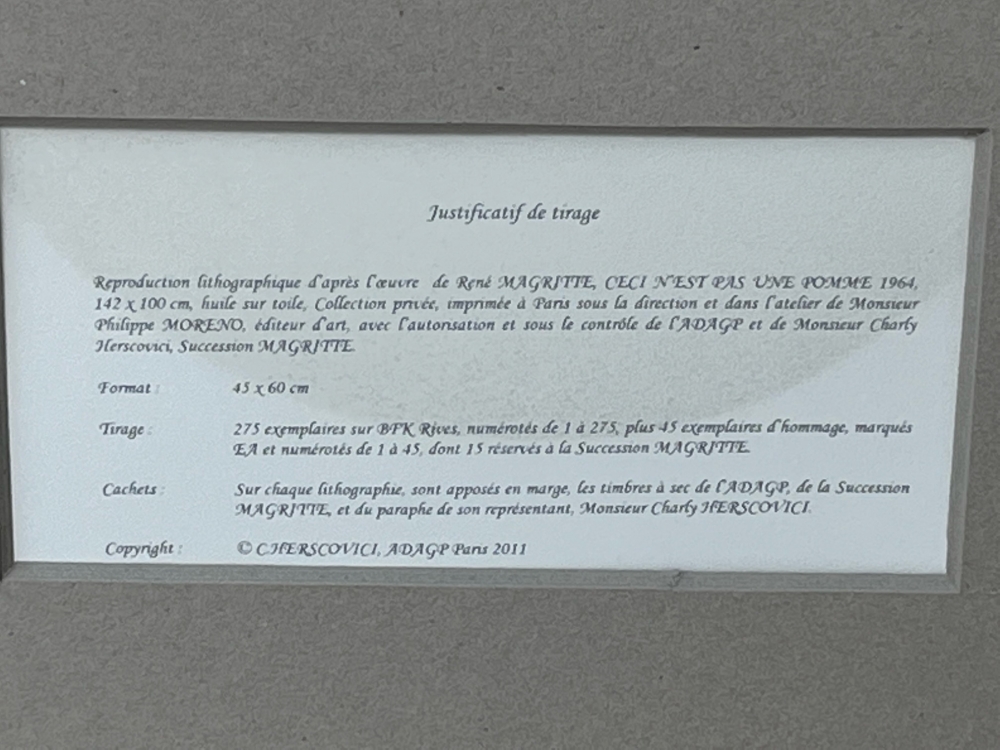 Justificatif de tirage
Reproduction lithographique d'après l'œuvre de René MAGRITTE, CECI N'EST PAS UNE POMME 1964,
142 x 100 cm, huile sur toile, Collection privée, imprimée à Paris sous la direction et dans l'atelier de Monsieur
Philippe MORENO, éditeur d'art, avec l'autorisation et sous le contrôle de l'ADAGP et de Monsieur Charly
Herscovici, Succession MAGRITTE.
Format : 45 x 60 cm
Tirage : 275 exemplaires sur BFK Rives, numérotés de 1 à 275, plus 45 exemplaires d'hommage, marqués
EA et numérotés de 1 à 45, dont 15 réservés à la Succession MAGRITTE.
Cachets : Sur chaque lithographie, sont apposés en marge, les timbres à sec de l'ADAGP, de la Succession
MAGRITTE, et du paraphe de son représentant, Monsieur Charly HERSCOVICI.
Copyright : © C.HERSCOVICI, ADAGP Paris 2011